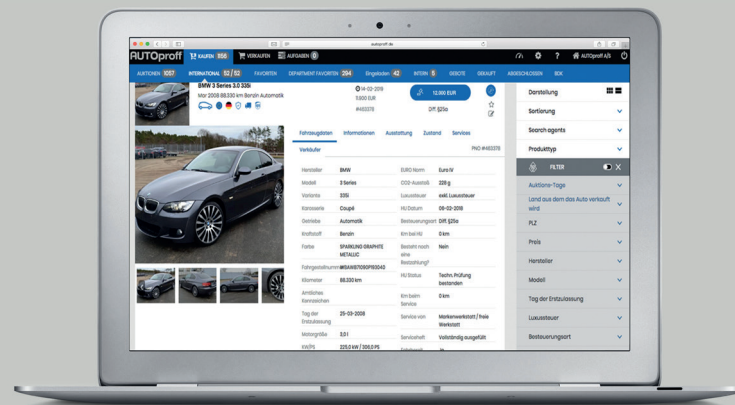 autoproff.de
AUTOproff KAUFEN 956 VERKAUFEN AUFGABEN 0 ? AUTOproff A/S
AUKTIONEN 1057 INTERNATIONAL 52 / 52 FAVORITEN DEPARTMENT FAVORITEN 294 Eingeladen 42 INTERN 5 GEBOTE GEKAUFT ABGESCHLOSSEN BOX
BMW 3 Series 3.0 335i
Mar 2008 88.330 km Benzin Automatik
14-02-2019
11.900 EUR
#483378
12.000 EUR
Diff. §25a
Fahrzeugdaten Informationen Ausstattung Zustand Services
Verkäufer PNO #483378
Hersteller BMW EURO Norm Euro IV
Modell 3 Series CO2-Ausstoß 228 g
Variante 335i Luxussteuer exkl. Luxussteuer
Karosserie Coupé HU Datum 06-02-2018
Getriebe Automatik Besteuerungsart Diff. §25a
Kraftstoff Benzin Km bei HU 0 km
Farbe SPARKLING GRAPHITE METALLIC Besteht noch eine Restzahlung? Nein
Kilometer 88.330 km HU Status Techn. Prüfung bestanden
Amtliches Kennzeichen Km beim Service 0 km
Tag der Erstzulassung 25-03-2008 Service von Markenwerkstatt / freie Werkstatt
Motorgröße 3,0 l Serviceheft Vollständig ausgefüllt
KW/PS 225,0 kW / 306,0 PS
Darstellung
Sortierung
Search agents
Produkttyp
FILTER X
Auktions-Tage
Land aus dem das Auto verkauft wird
PLZ
Preis
Hersteller
Modell
Tag der Erstzulassung
Luxussteuer
Besteuerungsart